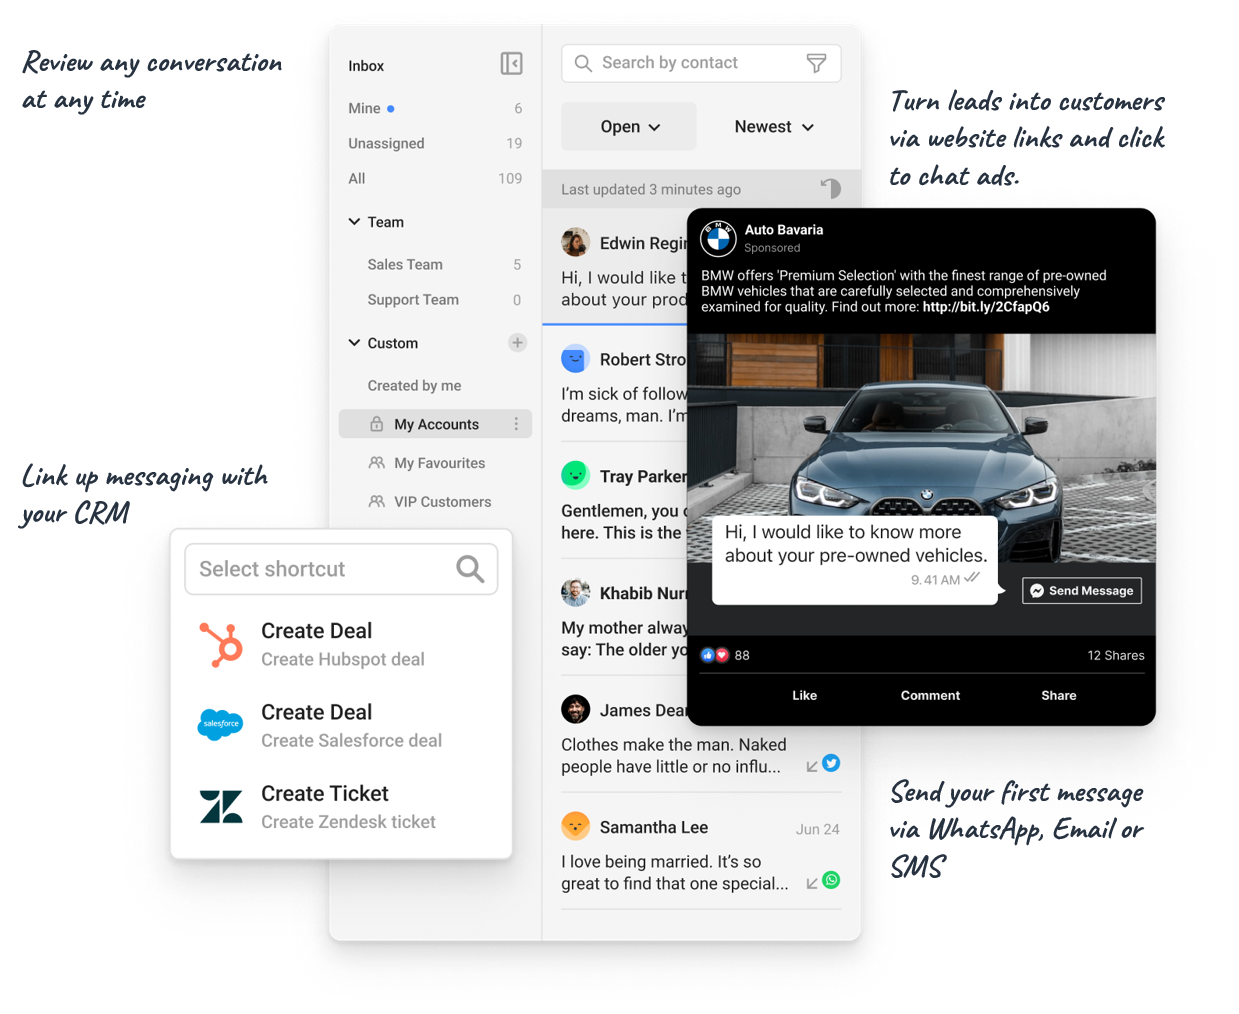 Review any conversation
at any time
Inbox
Mine 6
Unassigned 19
All 109
Team
Sales Team 5
Support Team 0
Custom
Created by me
My Accounts
My Favourites
VIP Customers
Search by contact
Open Newest
Last updated 3 minutes ago
Edwin Regin
Hi, I would like t
about your prod
Robert Stro
I'm sick of follow
dreams, man. I'm
Tray Parker
Gentlemen, you c
here. This is the
Khabib Nur
My mother alway
say: The older yo
James Dean
Clothes make the man. Naked
people have little or no influ...
Samantha Lee Jun 24
I love being married. It's so
great to find that one special...
Turn leads into customers
via website links and click
to chat ads.
BMW
Auto Bavaria
Sponsored
BMW offers 'Premium Selection' with the finest range of pre-owned
BMW vehicles that are carefully selected and comprehensively
examined for quality. Find out more: http://bit.ly/2CfapQ6
Hi, I would like to know more
about your pre-owned vehicles.
9.41 AM
Send Message
88 12 Shares
Like Comment Share
Link up messaging with
your CRM
Select shortcut
Create Deal
Create Hubspot deal
salesforce
Create Deal
Create Salesforce deal
Create Ticket
Create Zendesk ticket
Send your first message
via WhatsApp, Email or
SMS